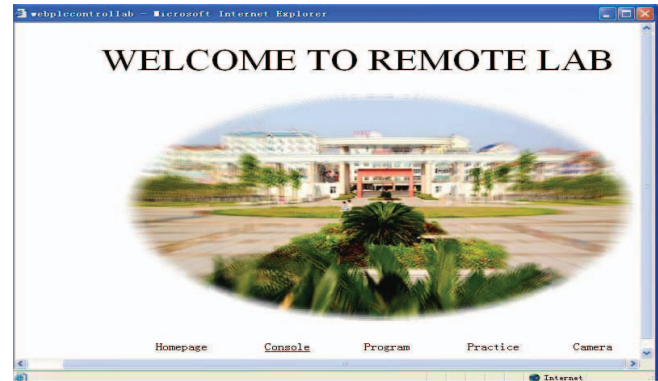 webplccontrollab - Microsoft Internet Explorer
WELCOME TO REMOTE LAB
Homepage Console Program Practice Camera
Internet